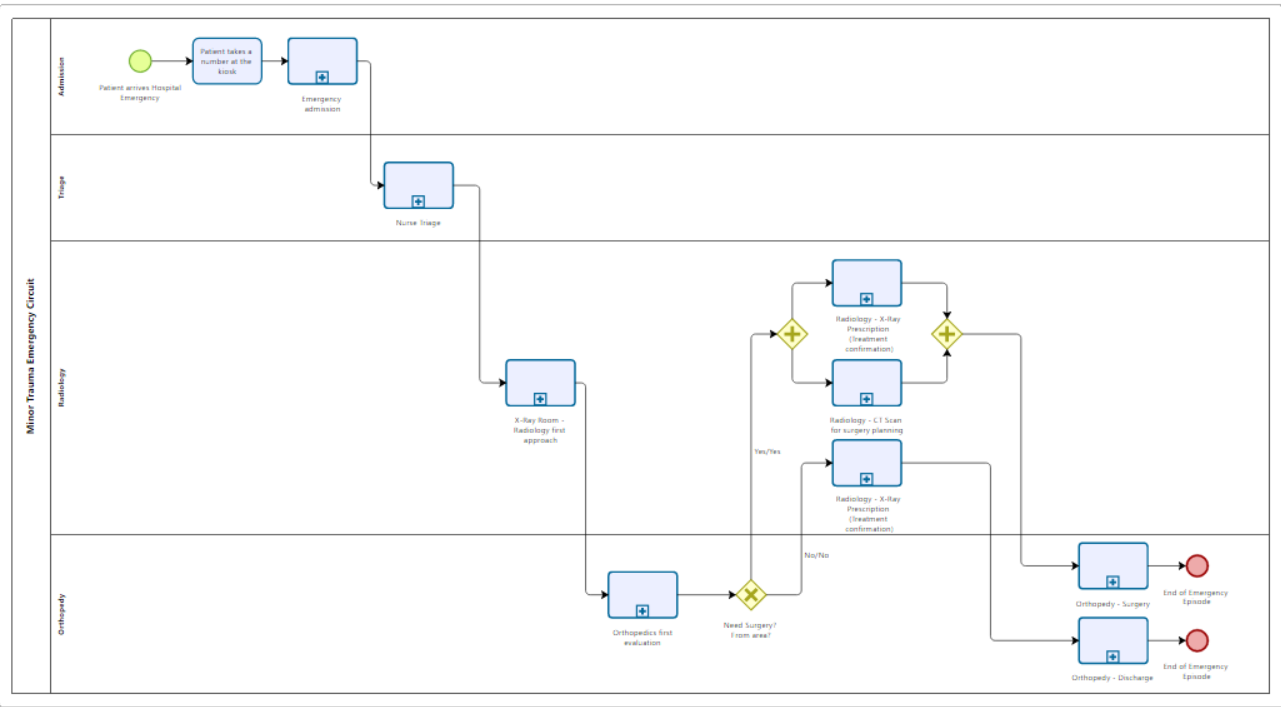 Minor Trauma Emergency Circuit
Admission
Patient arrives Hospital
Emergency
Patient takes a
number at the
kiosk
Emergency
admission
Triage
Nurse Triage
Radiology
X-Ray Room -
Radiology first
approach
Radiology - X-Ray
Prescription
(Treatment
confirmation)
Radiology - CT Scan
for surgery planning
Yes/Yes
Radiology - X-Ray
Prescription
(Treatment
confirmation)
No/No
Orthopedy
Orthopedics first
evaluation
Need Surgery?
From area?
Orthopedy - Surgery
End of Emergency
Episode
Orthopedy - Discharge
End of Emergency
Episode